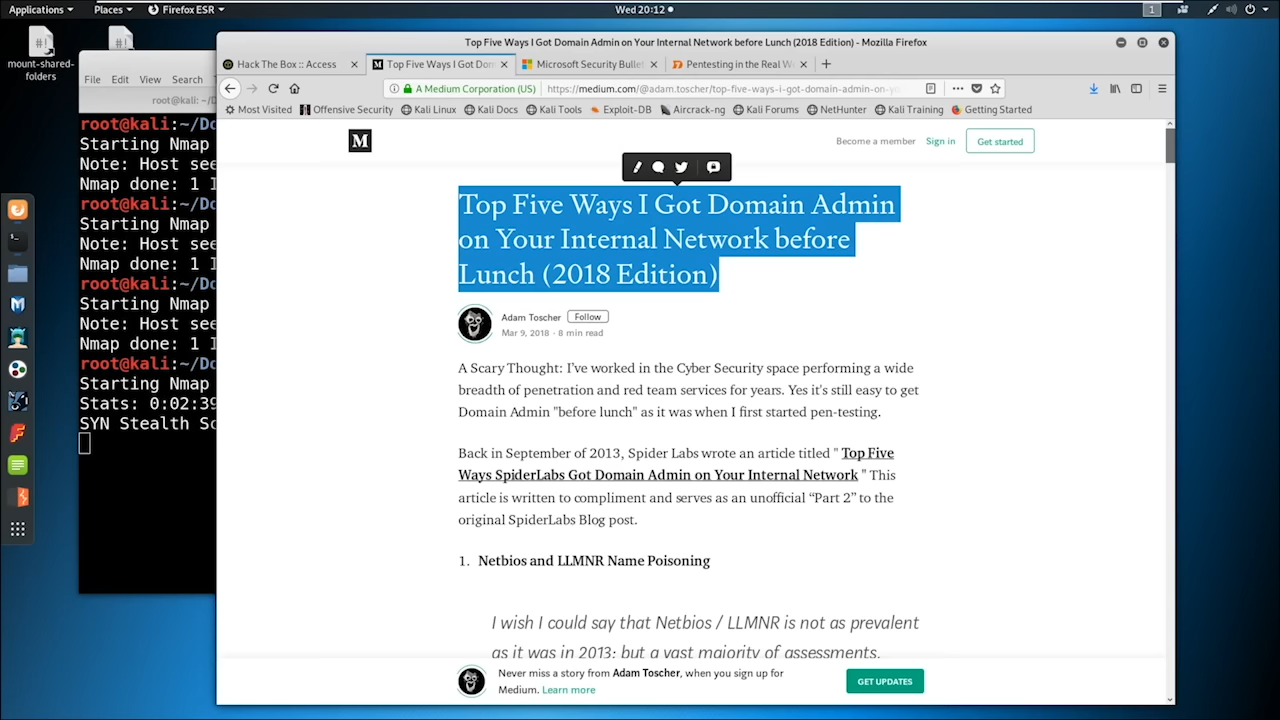 Applications
Places
Firefox ESR
Wed 20:12
1
mount-shared-
folders
File Edit View Search
root@kali: ~/D
root@kali:~/Do
Starting Nmap
Note: Host see
Nmap done: 1 I
root@kali:~/Do
Starting Nmap
Note: Host see
Nmap done: 1 I
root@kali:~/Do
Starting Nmap
Note: Host see
Nmap done: 1 I
root@kali:~/Do
Starting Nmap
Stats: 0:02:39
SYN Stealth Sc
Top Five Ways I Got Domain Admin on Your Internal Network before Lunch (2018 Edition) - Mozilla Firefox
Hack The Box :: Access
Top Five Ways I Got Dom
Microsoft Security Bulle
Pentesting in the Real W
A Medium Corporation (US)
https://medium.com/@adam.toscher/top-five-ways-i-got-domain-admin-on-yo
Most Visited
Offensive Security
Kali Linux
Kali Docs
Kali Tools
Exploit-DB
Aircrack-ng
Kali Forums
NetHunter
Kali Training
Getting Started
M
Become a member
Sign in
Get started
Top Five Ways I Got Domain Admin
on Your Internal Network before
Lunch (2018 Edition)
Adam Toscher
Follow
Mar 9, 2018 · 8 min read
A Scary Thought: I've worked in the Cyber Security space performing a wide
breadth of penetration and red team services for years. Yes it's still easy to get
Domain Admin "before lunch" as it was when I first started pen-testing.
Back in September of 2013, Spider Labs wrote an article titled " Top Five
Ways SpiderLabs Got Domain Admin on Your Internal Network " This
article is written to compliment and serves as an unofficial “Part 2” to the
original SpiderLabs Blog post.
1. Netbios and LLMNR Name Poisoning
I wish I could say that Netbios / LLMNR is not as prevalent
as it was in 2013; but a vast majority of assessments,
Never miss a story from Adam Toscher, when you sign up for
Medium. Learn more
GET UPDATES